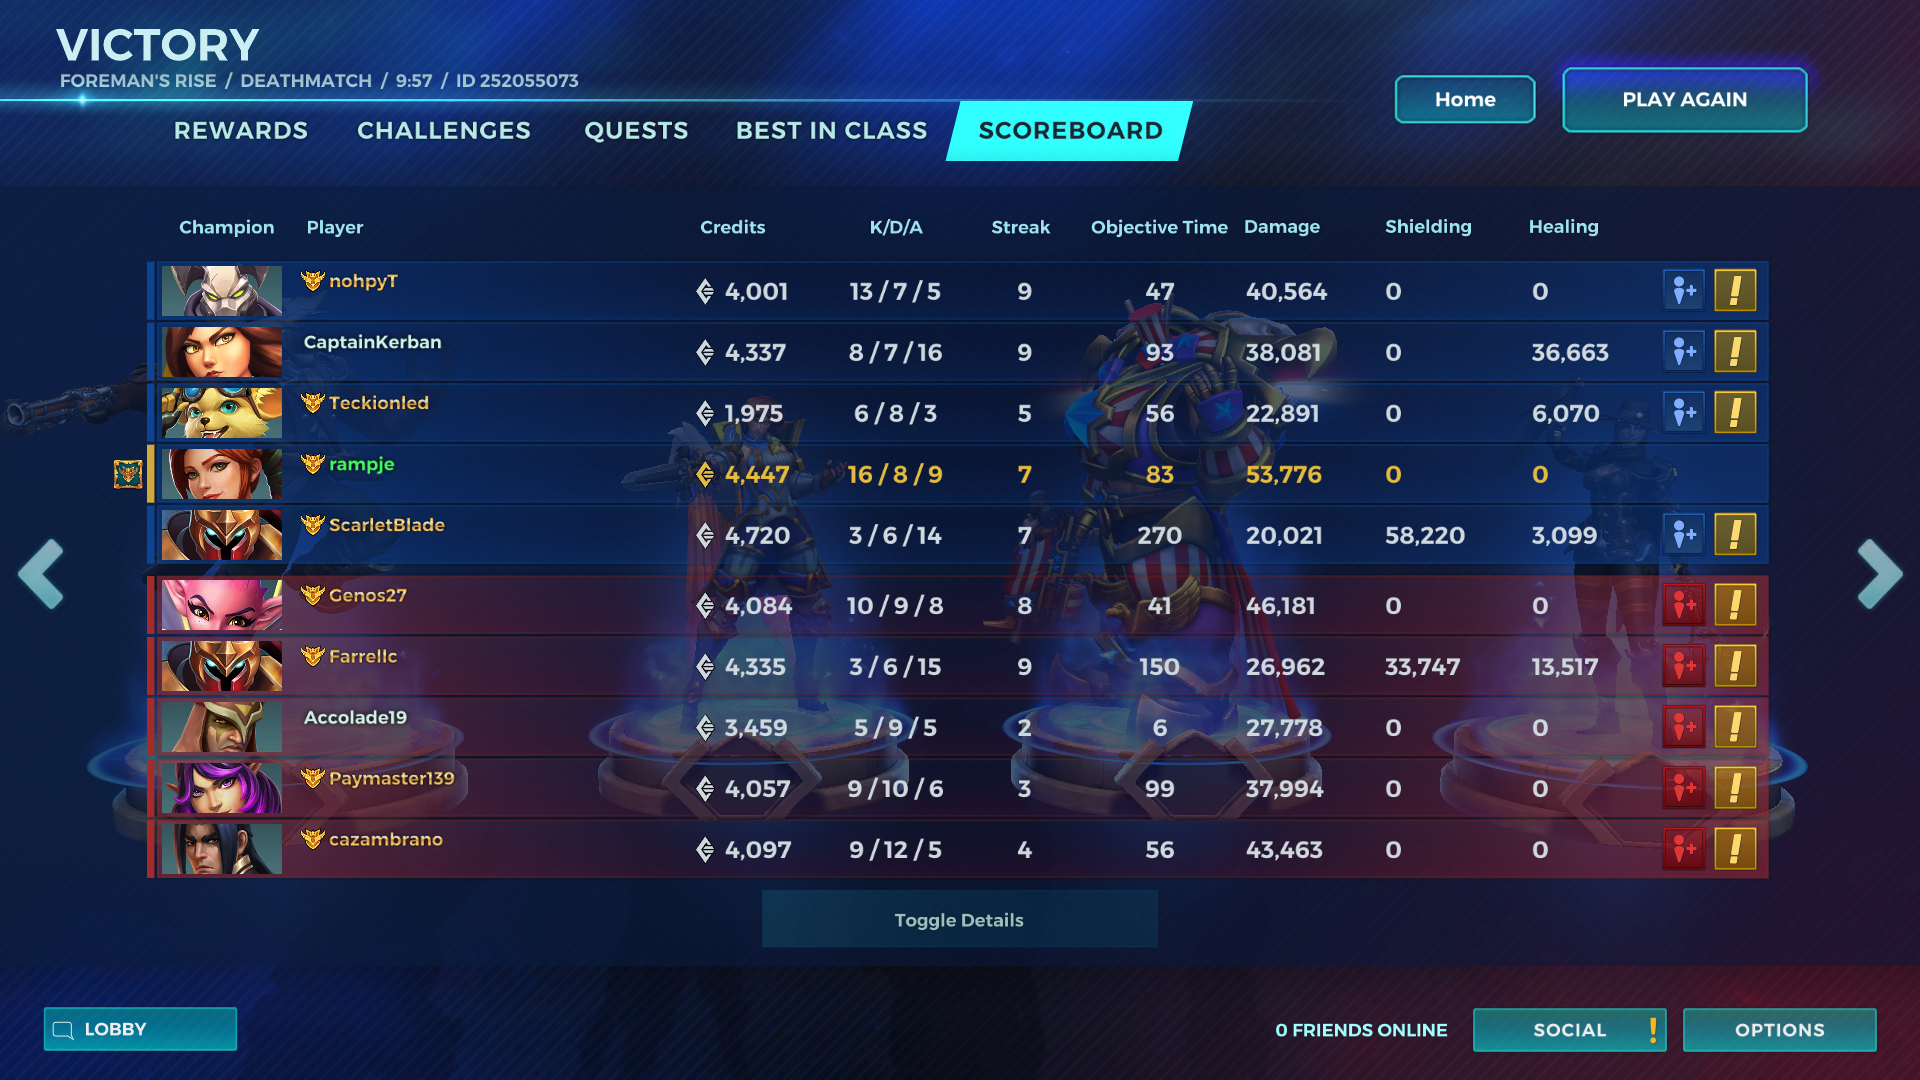 VICTORY
FOREMAN'S RISE / DEATHMATCH / 9:57 / ID 252055073
Home
PLAY AGAIN
REWARDS CHALLENGES QUESTS BEST IN CLASS SCOREBOARD
Champion Player Credits K/D/A Streak Objective Time Damage Shielding Healing
nohpyT 4,001 13 / 7 / 5 9 47 40,564 0 0
CaptainKerban 4,337 8 / 7 / 16 9 93 38,081 0 36,663
Teckionled 1,975 6 / 8 / 3 5 56 22,891 0 6,070
rampje 4,447 16 / 8 / 9 7 83 53,776 0 0
ScarletBlade 4,720 3 / 6 / 14 7 270 20,021 58,220 3,099
Genos27 4,084 10 / 9 / 8 8 41 46,181 0 0
Farrellc 4,335 3 / 6 / 15 9 150 26,962 33,747 13,517
Accolade19 3,459 5 / 9 / 5 2 6 27,778 0 0
Paymaster139 4,057 9 / 10 / 6 3 99 37,994 0 0
cazambrano 4,097 9 / 12 / 5 4 56 43,463 0 0
Toggle Details
LOBBY
0 FRIENDS ONLINE
SOCIAL !
OPTIONS